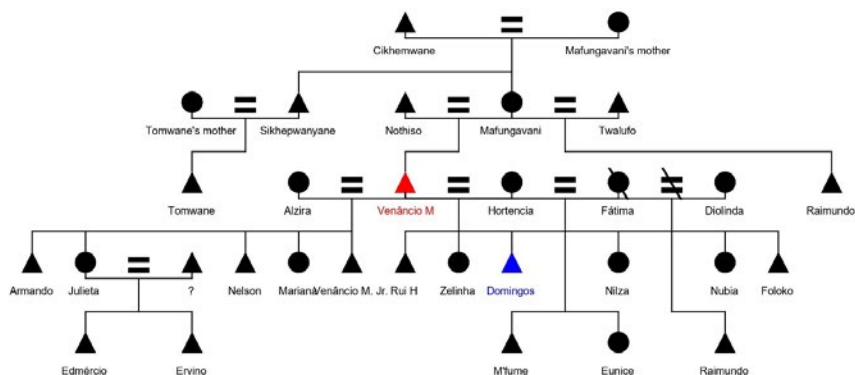 Cikhemwane Mafungavani's mother
Tomwane's mother Sikhepwanyane Nothiso Mafungavani Twalufo
Tomwane Alzira Venâncio M Hortencia Fátima Diolinda Raimundo
Armando Julieta ? Nelson Mariana Venâncio M. Jr. Rui H Zelinha Domingos Nilza Nubia Foloko
Edmércio Ervino M'fume Eunice Raimundo